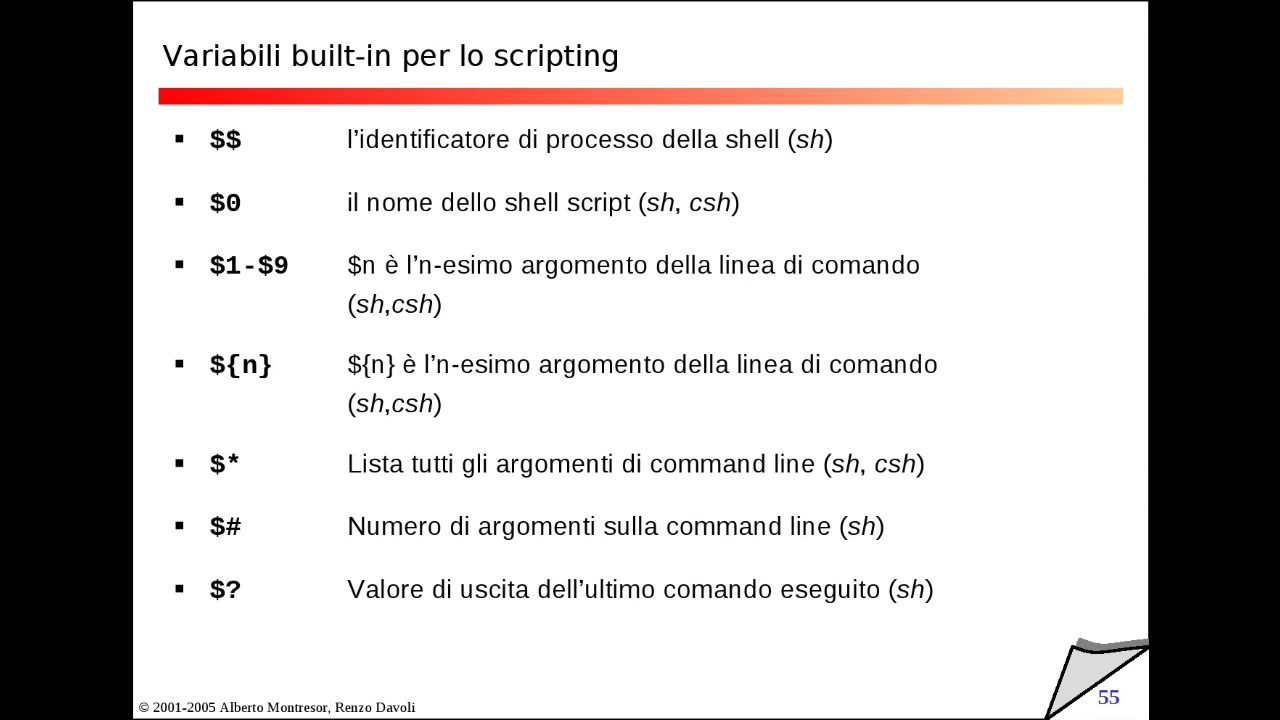 Variabili built-in per lo scripting
▪ $$ l’identificatore di processo della shell (sh)
▪ $0 il nome dello shell script (sh, csh)
▪ $1-$9 $n è l’n-esimo argomento della linea di comando
(sh,csh)
▪ ${n} ${n} è l’n-esimo argomento della linea di comando
(sh,csh)
▪ $* Lista tutti gli argomenti di command line (sh, csh)
▪ $# Numero di argomenti sulla command line (sh)
▪ $? Valore di uscita dell’ultimo comando eseguito (sh)
© 2001-2005 Alberto Montresor, Renzo Davoli
55